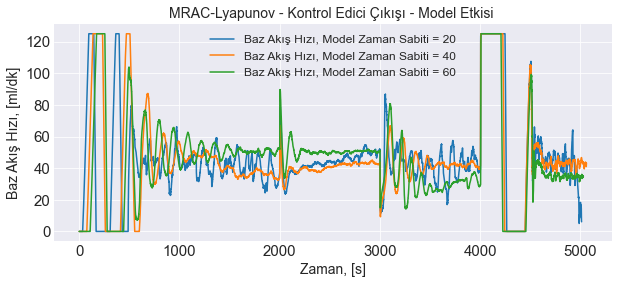 MRAC-Lyapunov - Kontrol Edici Çıkışı - Model Etkisi
Baz Akış Hızı, Model Zaman Sabiti = 20
Baz Akış Hızı, Model Zaman Sabiti = 40
Baz Akış Hızı, Model Zaman Sabiti = 60
Baz Akış Hızı, [ml/dk]
120
100
80
60
40
20
0
0 1000 2000 3000 4000 5000
Zaman, [s]